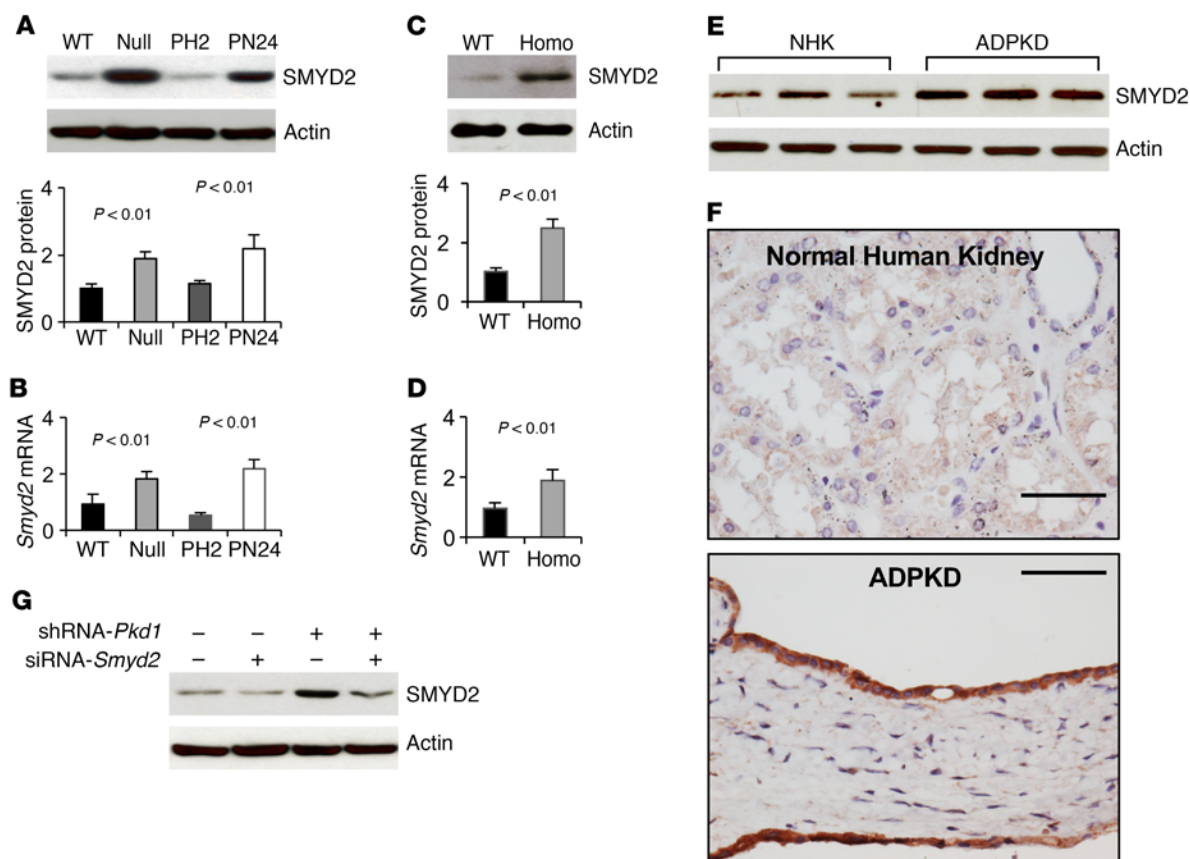 A
WT Null PH2 PN24
SMYD2
Actin
SMYD2 protein
4
2
0
P < 0.01
P < 0.01
WT Null PH2 PN24
B
Smyd2 mRNA
4
2
0
P < 0.01
P < 0.01
WT Null PH2 PN24
C
WT Homo
SMYD2
Actin
SMYD2 protein
4
2
0
P < 0.01
WT Homo
D
Smyd2 mRNA
4
2
0
P < 0.01
WT Homo
E
NHK ADPKD
SMYD2
Actin
F
Normal Human Kidney
ADPKD
G
shRNA-Pkd1 – – + +
siRNA-Smyd2 – + – +
SMYD2
Actin